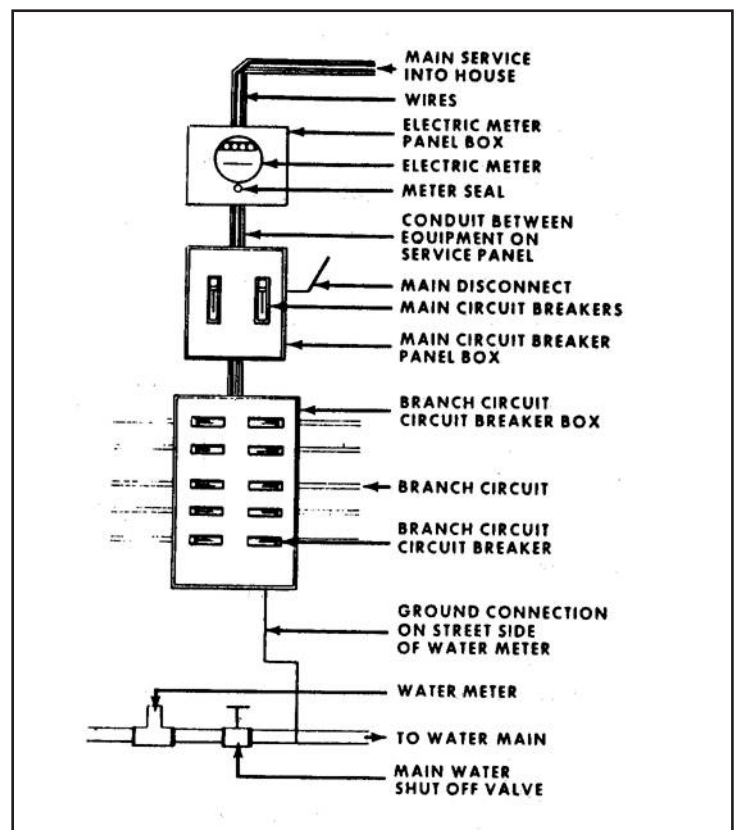 MAIN SERVICE
INTO HOUSE
WIRES
ELECTRIC METER
PANEL BOX
ELECTRIC METER
METER SEAL
CONDUIT BETWEEN
EQUIPMENT ON
SERVICE PANEL
MAIN DISCONNECT
MAIN CIRCUIT BREAKERS
MAIN CIRCUIT BREAKER
PANEL BOX
BRANCH CIRCUIT
CIRCUIT BREAKER BOX
BRANCH CIRCUIT
BRANCH CIRCUIT
CIRCUIT BREAKER
GROUND CONNECTION
ON STREET SIDE
OF WATER METER
WATER METER
TO WATER MAIN
MAIN WATER
SHUT OFF VALVE